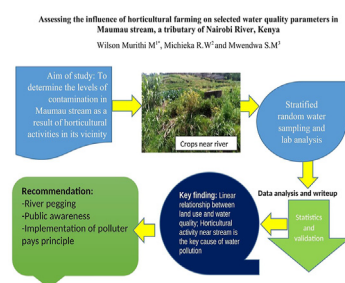 Assessing the influence of horticultural farming on selected water quality parameters in
Maumau stream, a tributary of Nairobi River, Kenya
Wilson Murithi M¹*, Michieka R.W² and Mwendwa S.M³
Aim of study: To
determine the levels of
contamination in
Maumau stream as a
result of horticultural
activities in its vicinity
Crops near river
Stratified
random water
sampling and
lab analysis
Data analysis and writeup
Statistics
and
validation
Key finding: Linear
relationship between
land use and water
quality; Horticultural
activity near stream is
the key cause of water
pollution
Recommendation:
-River pegging
-Public awareness
-Implementation of polluter
pays principle